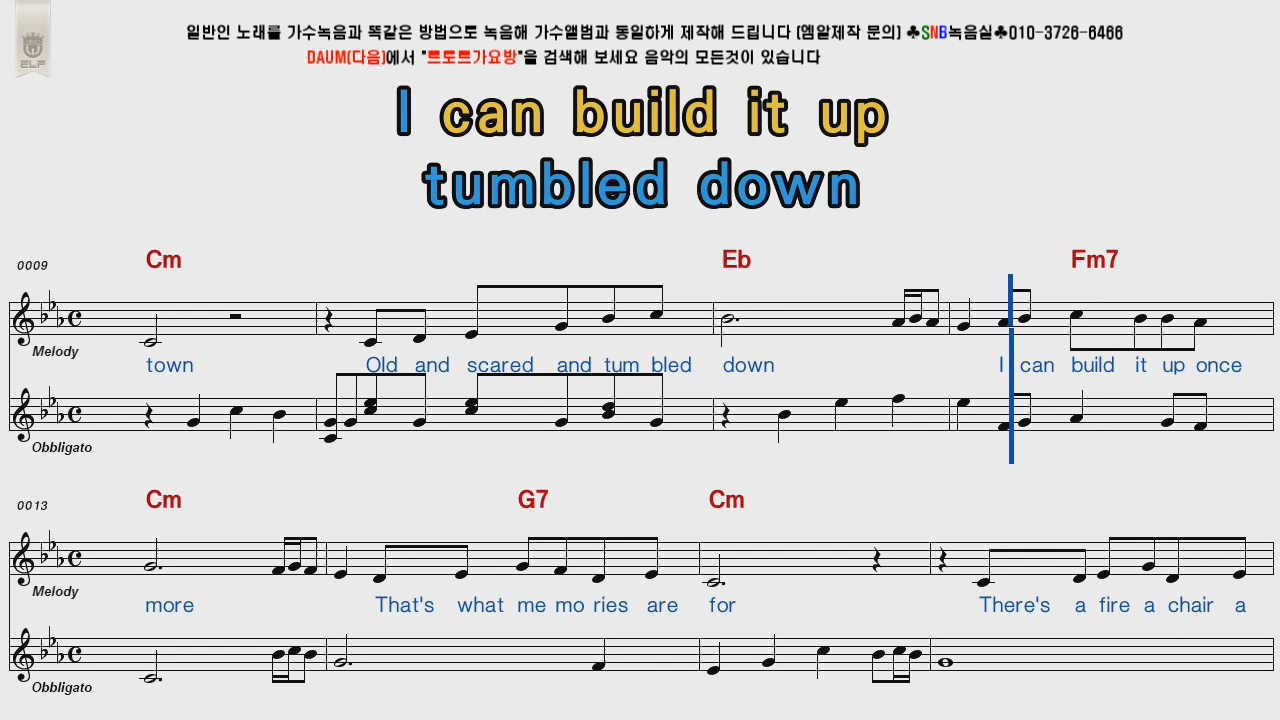 일반인 노래를 가수녹음과 똑같은 방법으로 녹음해 가수앨범과 동일하게 제작해 드립니다 (엠알제작 문의) ♣SNB녹음실♣010-3726-6466
DAUM(다음)에서 "트로트가요방"을 검색해 보세요 음악의 모든것이 있습니다
ELF
I can build it up
tumbled down
0009 Cm Eb Fm7
Melody
town Old and scared and tum bled down I can build it up once
Obbligato
0013 Cm G7 Cm
Melody
more That's what me mo ries are for There's a fire a chair a
Obbligato